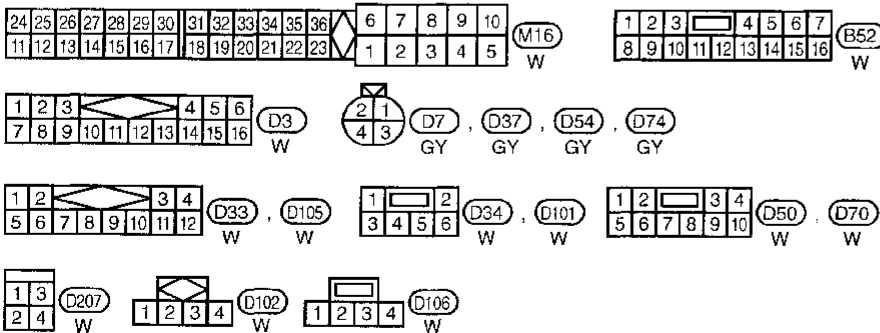 24 25 26 27 28 29 30 31 32 33 34 35 36 6 7 8 9 10
11 12 13 14 15 16 17 18 19 20 21 22 23 1 2 3 4 5
M16
W
1 2 3 4 5 6 7
8 9 10 11 12 13 14 15 16
B52
W
1 2 3 4 5 6
7 8 9 10 11 12 13 14 15 16
D3
W
2 1
4 3
D7 , D37 , D54 , D74
GY GY GY GY
1 2 3 4
5 6 7 8 9 10 11 12
D33 , D105
W W
1 2
3 4 5 6
D34 , D101
W W
1 2 3 4
5 6 7 8 9 10
D50 , D70
W W
1 3
2 4
D207
W
1 2 3 4
D102
W
1 2 3 4
D106
W